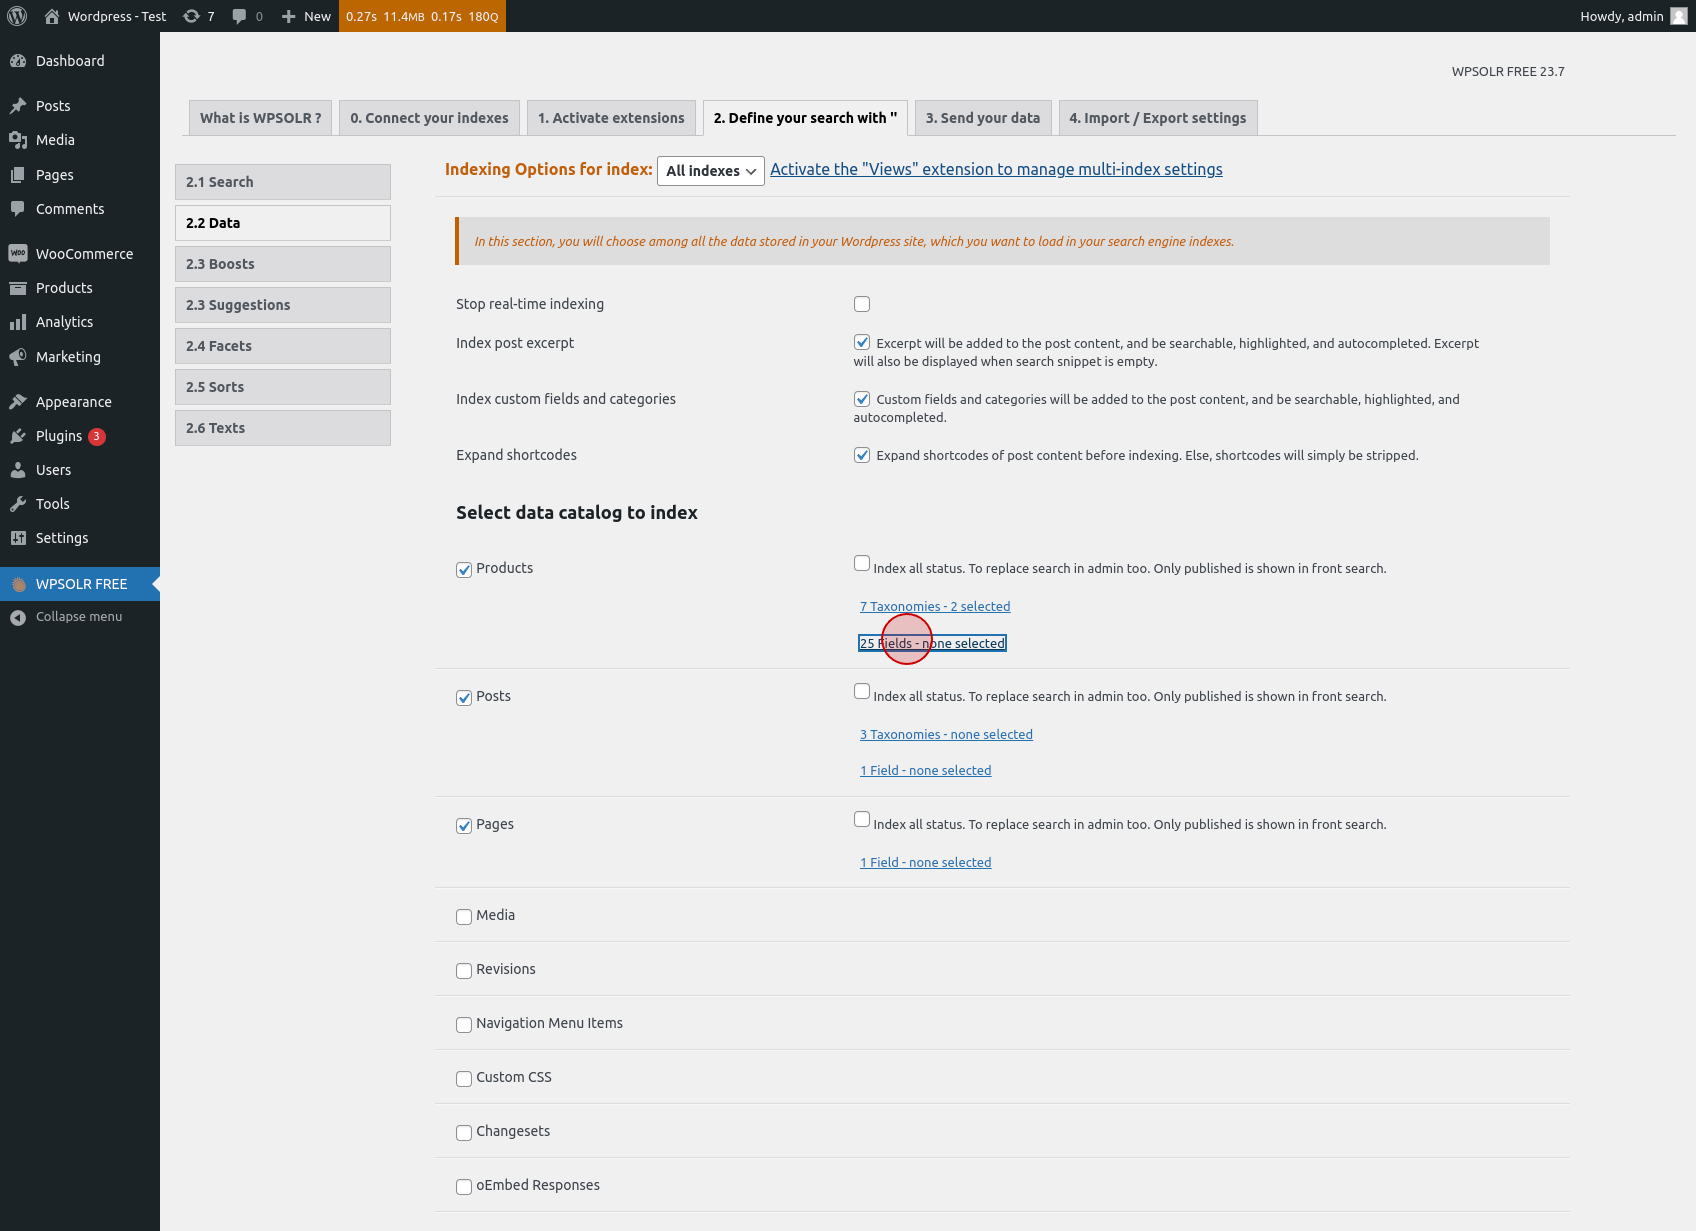 Wordpress - Test 7 0 New 0.27s 11.4MB 0.17s 180Q Howdy, admin
Dashboard
Posts
Media
Pages
Comments
WooCommerce
Products
Analytics
Marketing
Appearance
Plugins 3
Users
Tools
Settings
WPSOLR FREE
Collapse menu
WPSOLR FREE 23.7
What is WPSOLR ? 0. Connect your indexes 1. Activate extensions 2. Define your search with '' 3. Send your data 4. Import / Export settings
2.1 Search
2.2 Data
2.3 Boosts
2.3 Suggestions
2.4 Facets
2.5 Sorts
2.6 Texts
Indexing Options for index: All indexes Activate the "Views" extension to manage multi-index settings
In this section, you will choose among all the data stored in your Wordpress site, which you want to load in your search engine indexes.
Stop real-time indexing
Index post excerpt Excerpt will be added to the post content, and be searchable, highlighted, and autocompleted. Excerpt
will also be displayed when search snippet is empty.
Index custom fields and categories Custom fields and categories will be added to the post content, and be searchable, highlighted, and
autocompleted.
Expand shortcodes Expand shortcodes of post content before indexing. Else, shortcodes will simply be stripped.
Select data catalog to index
Products Index all status. To replace search in admin too. Only published is shown in front search.
7 Taxonomies - 2 selected
25 Fields - none selected
Posts Index all status. To replace search in admin too. Only published is shown in front search.
3 Taxonomies - none selected
1 Field - none selected
Pages Index all status. To replace search in admin too. Only published is shown in front search.
1 Field - none selected
Media
Revisions
Navigation Menu Items
Custom CSS
Changesets
oEmbed Responses